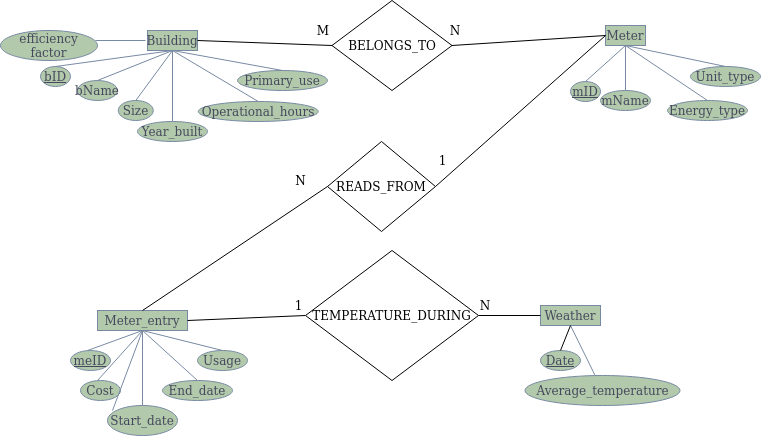 efficiency
factor
Building
M
BELONGS_TO
N
Meter
bID
bName
Size
Year_built
Operational_hours
Primary_use
mID
mName
Energy_type
Unit_type
N
READS_FROM
1
Meter_entry
1
TEMPERATURE_DURING
N
Weather
meID
Cost
Start_date
End_date
Usage
Date
Average_temperature